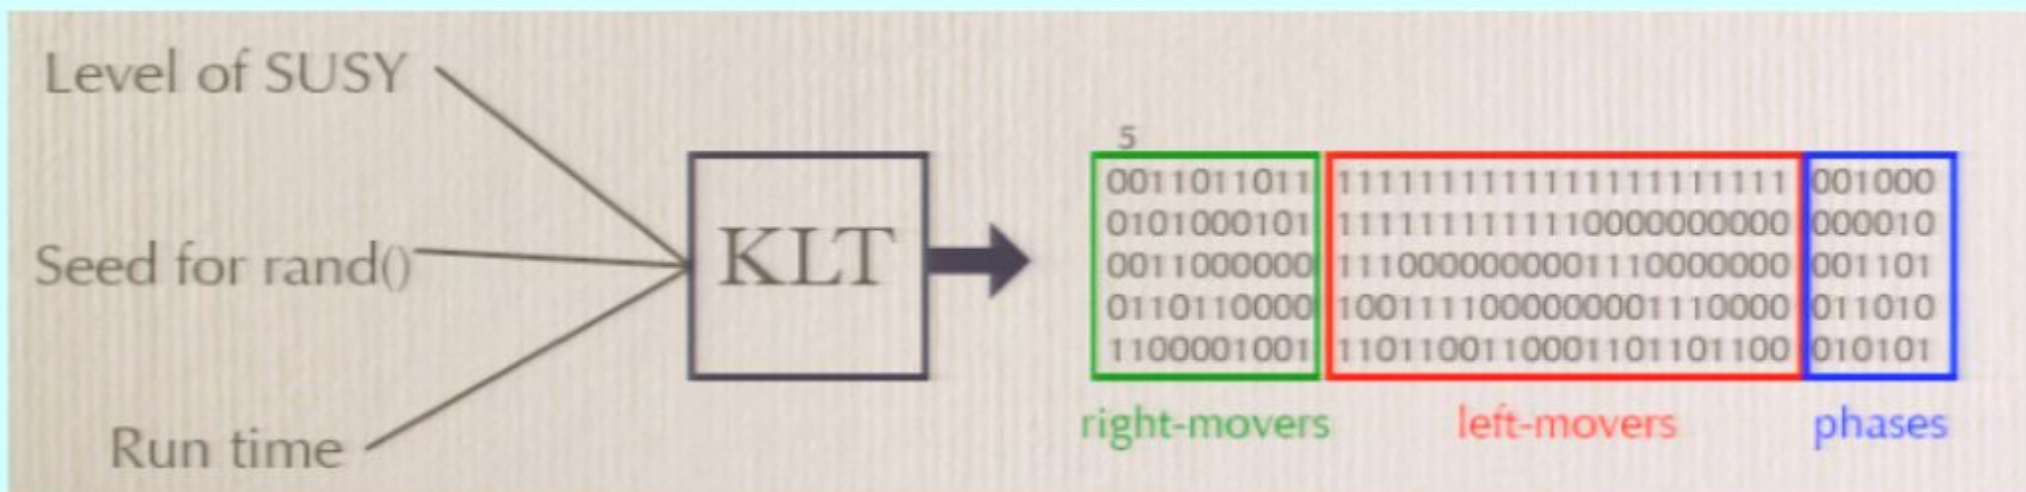 Level of SUSY
Seed for rand()
Run time
KLT
5
0011011011 1111111111111111111111 001000
0101000101 1111111111110000000000 000010
0011000000 1110000000001110000000 001101
0110110000 1001111000000001110000 011010
1100001001 1101100110001101101100 010101
right-movers left-movers phases